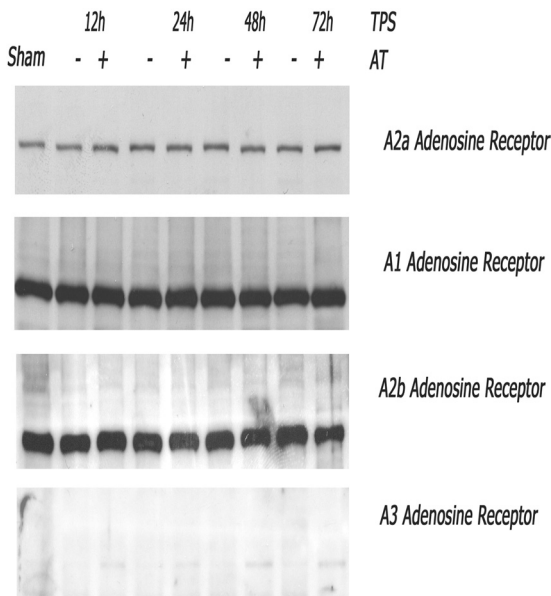 12h 24h 48h 72h TPS
Sham - + - + - + - + AT
A2a Adenosine Receptor
A1 Adenosine Receptor
A2b Adenosine Receptor
A3 Adenosine Receptor